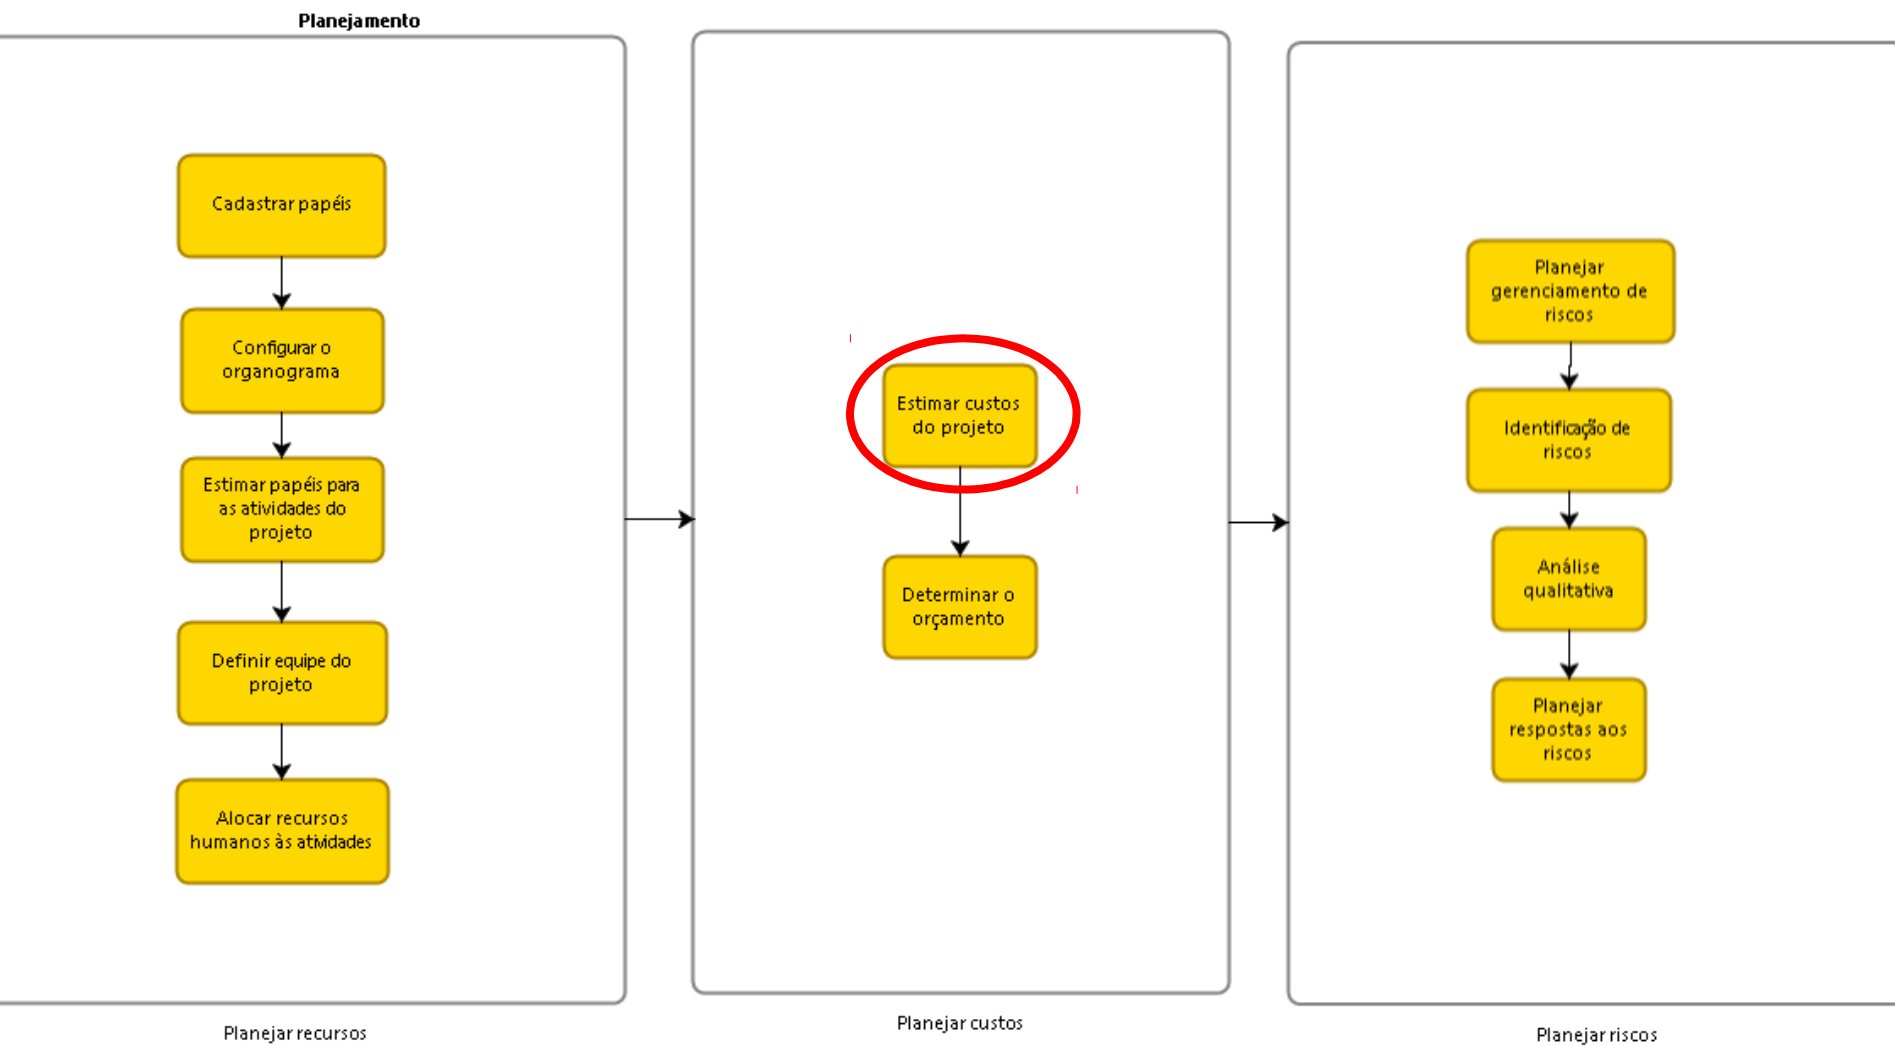 Planejamento
Cadastrar papéis
Configurar o
organograma
Estimar papéis para
as atividades do
projeto
Definir equipe do
projeto
Alocar recursos
humanos às atividades
Planejar recursos
Estimar custos
do projeto
Determinar o
orçamento
Planejar custos
Planejar
gerenciamento de
riscos
Identificação de
riscos
Análise
qualitativa
Planejar
respostas aos
riscos
Planejar riscos